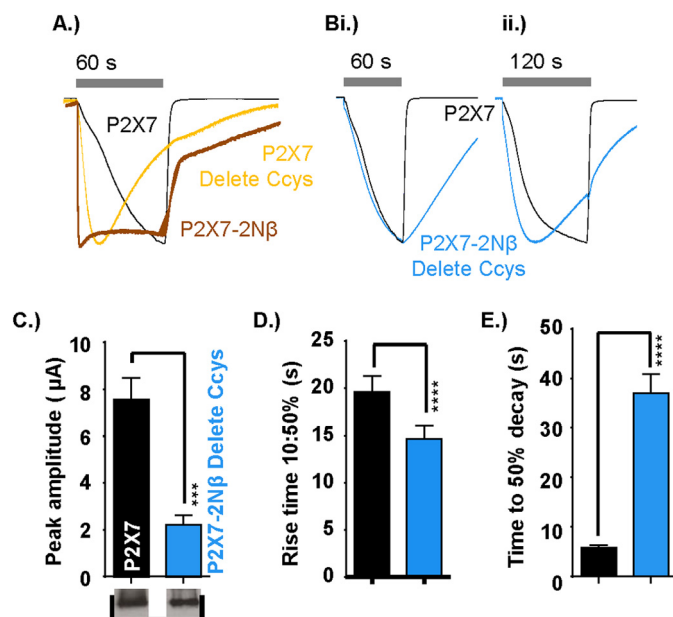 A.)
60 s
P2X7
P2X7
Delete Ccys
P2X7-2Nβ
Bi.)
60 s
ii.)
120 s
P2X7
P2X7-2Nβ
Delete Ccys
C.)
Peak amplitude ( µA)
10
8
6
4
2
0
P2X7
***
P2X7-2Nβ Delete Ccys
D.)
Rise time 10:50% (s)
25
20
15
10
5
0
****
E.)
Time to 50% decay (s)
50
40
30
20
10
0
****